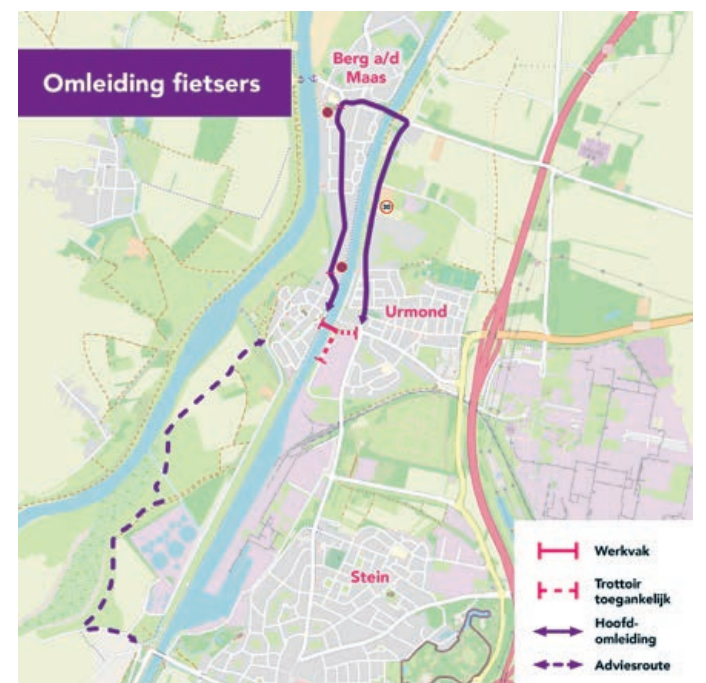 Omleiding fietsers
Berg a/d
Maas
Urmond
Stein
Werkvak
Trottoir
toegankelijk
Hoofd-
omleiding
Adviesroute